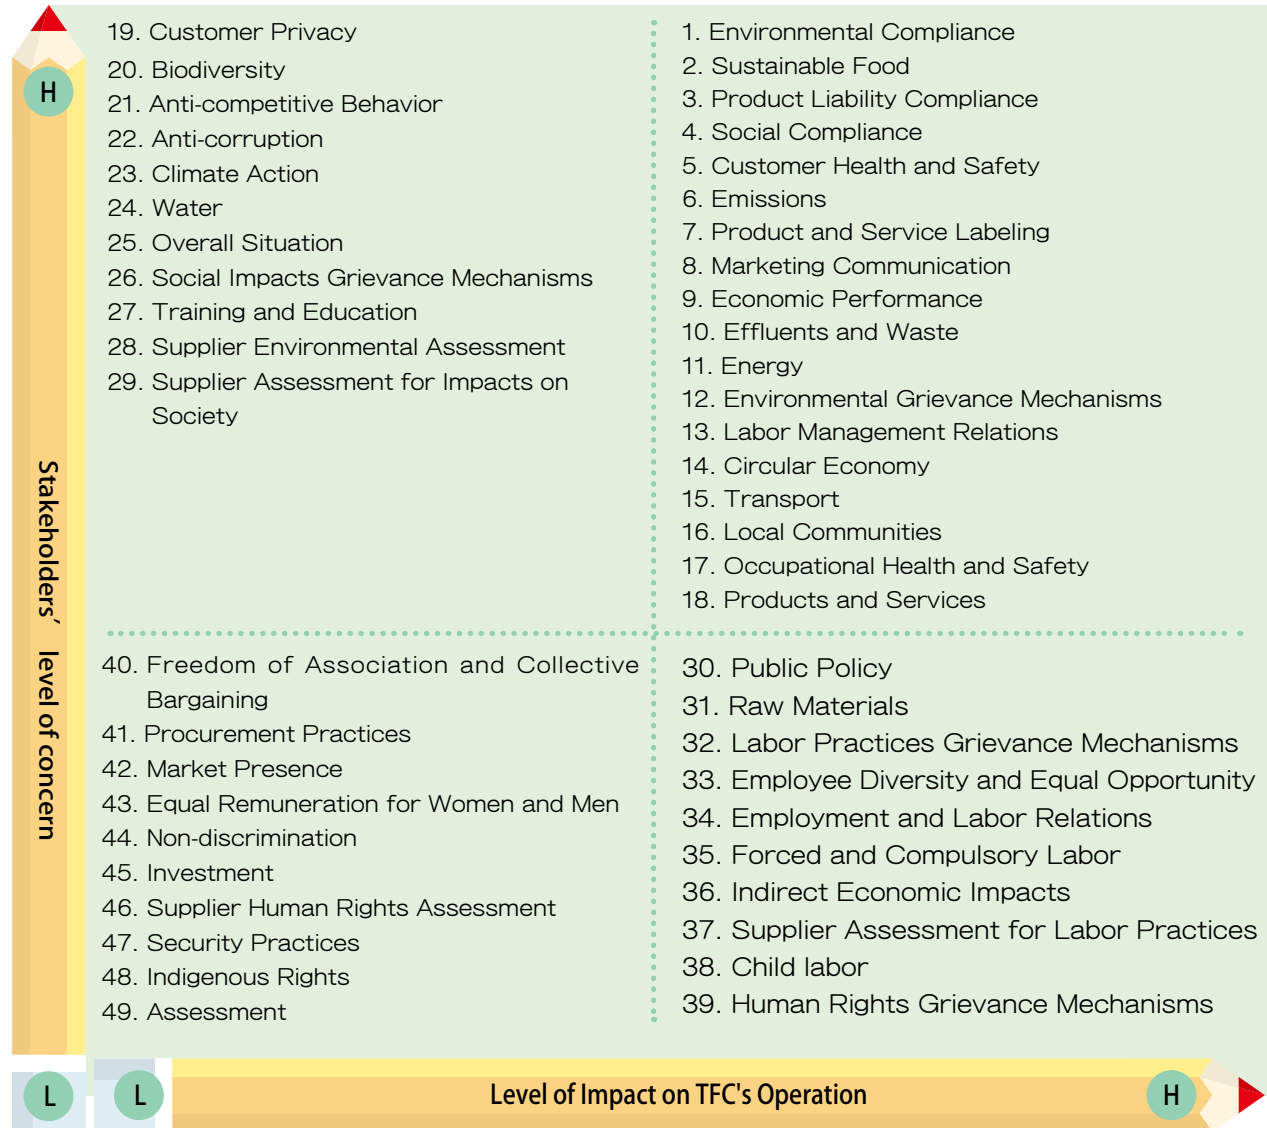 H
Stakeholders' level of concern
19. Customer Privacy
20. Biodiversity
21. Anti-competitive Behavior
22. Anti-corruption
23. Climate Action
24. Water
25. Overall Situation
26. Social Impacts Grievance Mechanisms
27. Training and Education
28. Supplier Environmental Assessment
29. Supplier Assessment for Impacts on
Society
1. Environmental Compliance
2. Sustainable Food
3. Product Liability Compliance
4. Social Compliance
5. Customer Health and Safety
6. Emissions
7. Product and Service Labeling
8. Marketing Communication
9. Economic Performance
10. Effluents and Waste
11. Energy
12. Environmental Grievance Mechanisms
13. Labor Management Relations
14. Circular Economy
15. Transport
16. Local Communities
17. Occupational Health and Safety
18. Products and Services
40. Freedom of Association and Collective
Bargaining
41. Procurement Practices
42. Market Presence
43. Equal Remuneration for Women and Men
44. Non-discrimination
45. Investment
46. Supplier Human Rights Assessment
47. Security Practices
48. Indigenous Rights
49. Assessment
30. Public Policy
31. Raw Materials
32. Labor Practices Grievance Mechanisms
33. Employee Diversity and Equal Opportunity
34. Employment and Labor Relations
35. Forced and Compulsory Labor
36. Indirect Economic Impacts
37. Supplier Assessment for Labor Practices
38. Child labor
39. Human Rights Grievance Mechanisms
L
L
Level of Impact on TFC's Operation
H